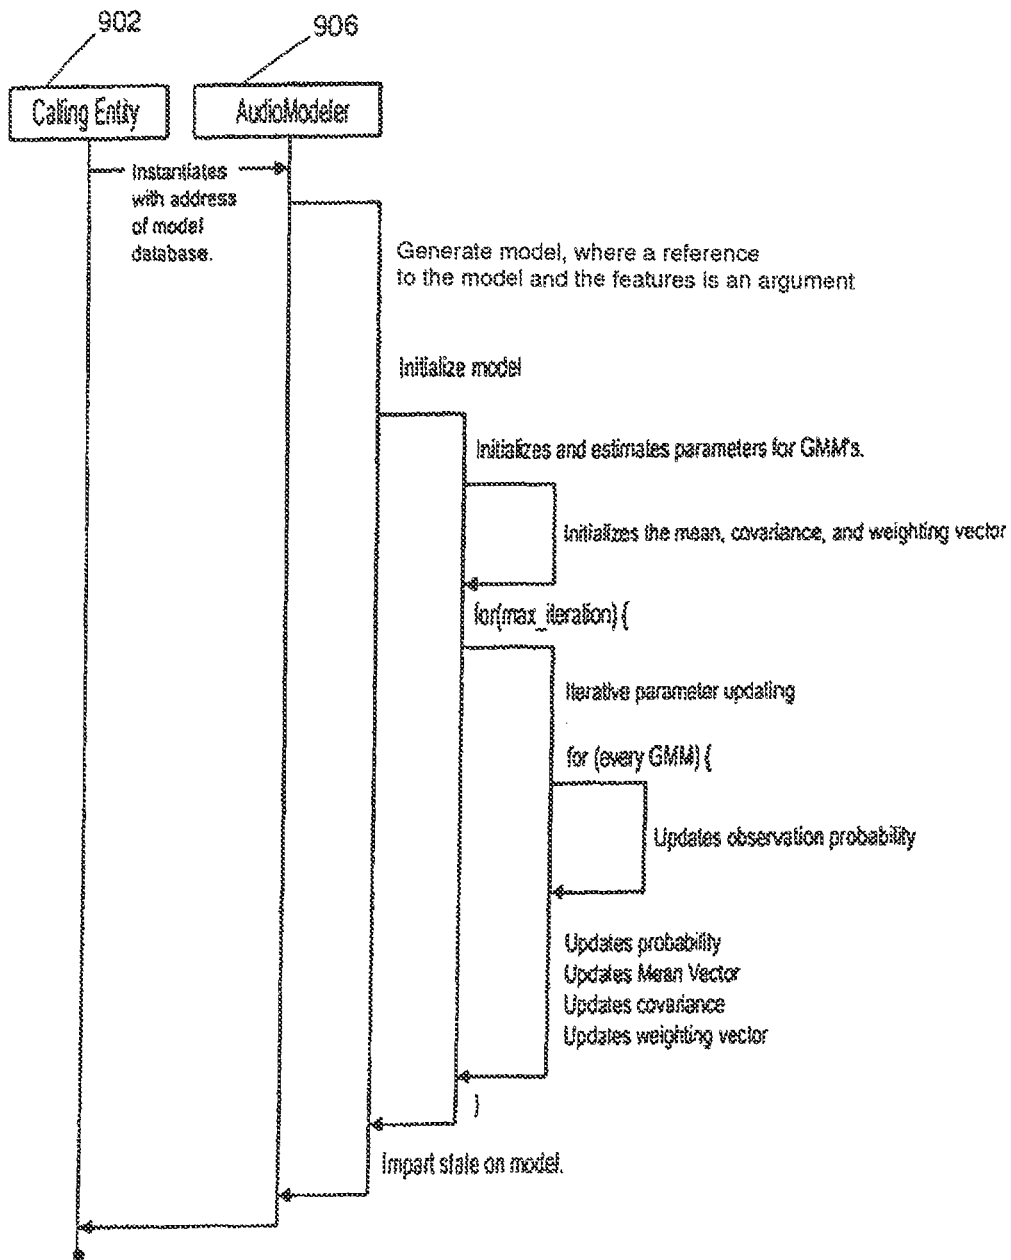 902
906
Calling Entity
AudioModeler
Instantiates
with address
of model
database.
Generate model, where a reference
to the model and the features is an argument
Initialize model
Initializes and estimates parameters for GMM's.
Initializes the mean, covariance, and weighting vector
for(max_iteration) {
Iterative parameter updating
for (every GMM) {
Updates observation probability
Updates probability
Updates Mean Vector
Updates covariance
Updates weighting vector
}
Impart state on model.